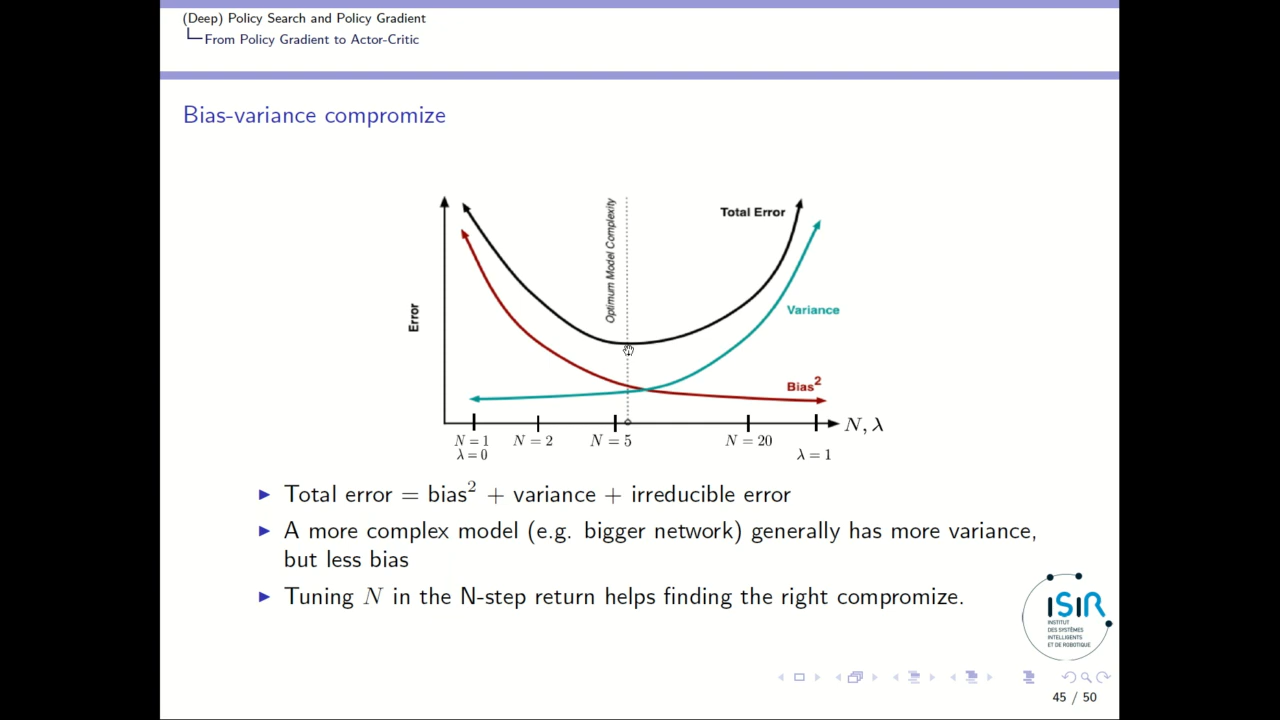 (Deep) Policy Search and Policy Gradient
From Policy Gradient to Actor-Critic
Bias-variance compromize
Error
Optimum Model Complexity
Total Error
Variance
Bias²
N, λ
N = 1
λ = 0
N = 2
N = 5
N = 20
λ = 1
Total error = bias² + variance + irreducible error
A more complex model (e.g. bigger network) generally has more variance,
but less bias
Tuning N in the N-step return helps finding the right compromize.
ISIR
INSTITUT
DES SYSTÈMES
INTELLIGENTS
ET DE ROBOTIQUE
45 / 50